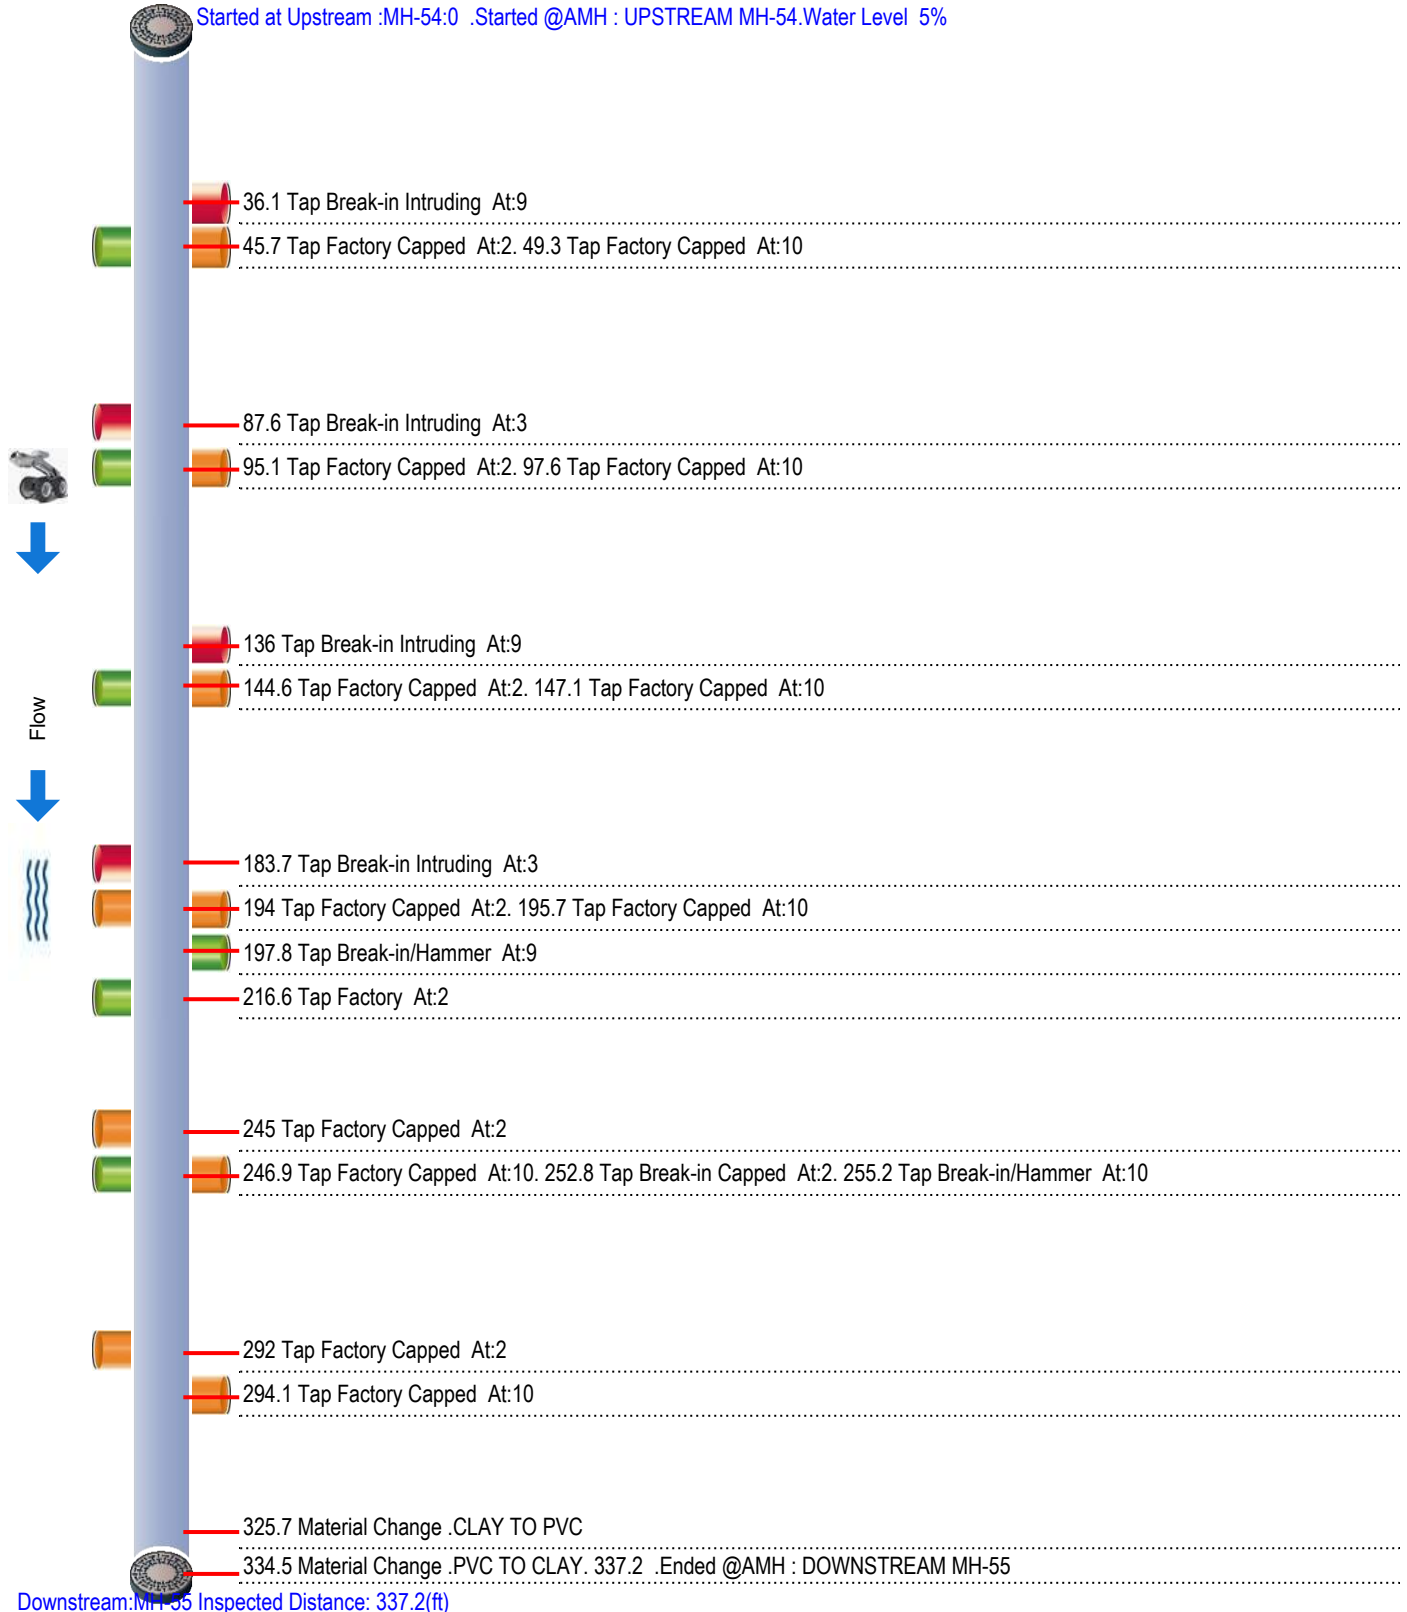 Started at Upstream :MH-54:0 .Started @AMH : UPSTREAM MH-54.Water Level 5%
36.1 Tap Break-in Intruding At:9
45.7 Tap Factory Capped At:2. 49.3 Tap Factory Capped At:10
87.6 Tap Break-in Intruding At:3
95.1 Tap Factory Capped At:2. 97.6 Tap Factory Capped At:10
136 Tap Break-in Intruding At:9
144.6 Tap Factory Capped At:2. 147.1 Tap Factory Capped At:10
Flow
183.7 Tap Break-in Intruding At:3
194 Tap Factory Capped At:2. 195.7 Tap Factory Capped At:10
197.8 Tap Break-in/Hammer At:9
216.6 Tap Factory At:2
245 Tap Factory Capped At:2
246.9 Tap Factory Capped At:10. 252.8 Tap Break-in Capped At:2. 255.2 Tap Break-in/Hammer At:10
292 Tap Factory Capped At:2
294.1 Tap Factory Capped At:10
325.7 Material Change .CLAY TO PVC
334.5 Material Change .PVC TO CLAY. 337.2 .Ended @AMH : DOWNSTREAM MH-55
Downstream:MH-55 Inspected Distance: 337.2(ft)